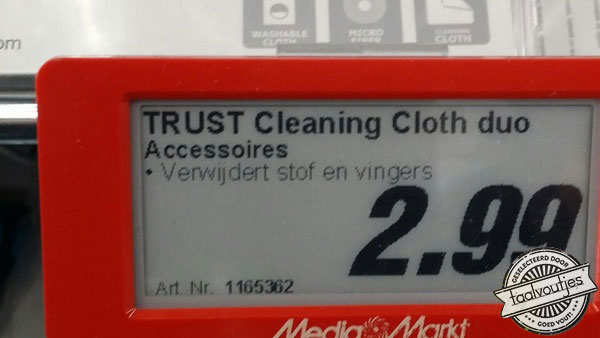 om
WASHABLE
CLOTH
MICRO
FIBER
CLEANING
CLOTH
TRUST Cleaning Cloth duo
Accessoires
• Verwijdert stof en vingers
2.99
Art. Nr. 1165362
Media Markt
GESELECTEERD DOOR
taalvoutjes
GOED VOUT!